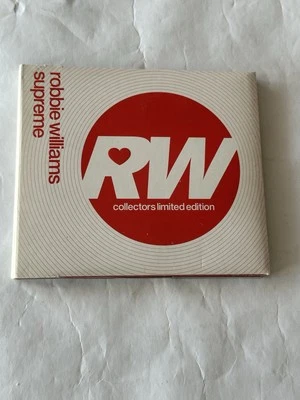 robbie williams
supreme
RW
collectors limited edition